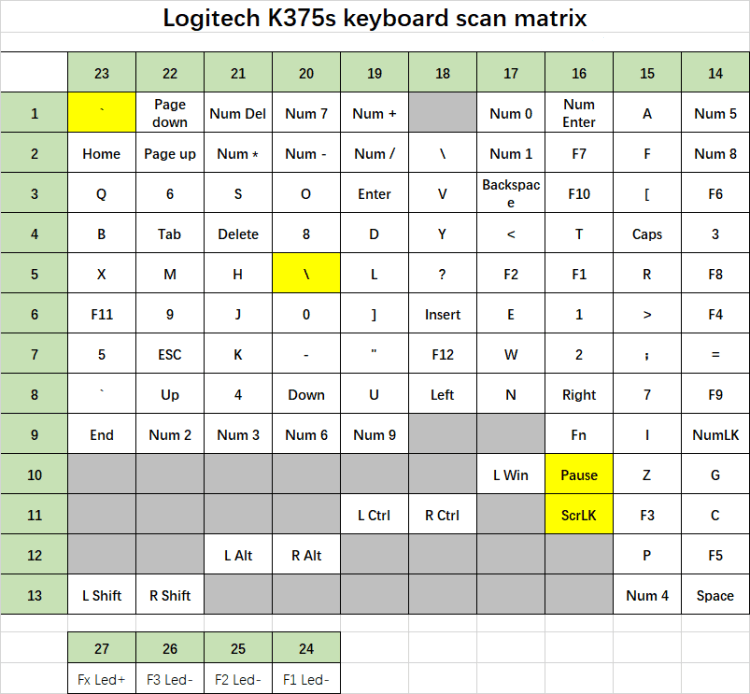 Logitech K375s keyboard scan matrix
23 22 21 20 19 18 17 16 15 14
1 ` Page down Num Del Num 7 Num + Num 0 Num Enter A Num 5
2 Home Page up Num * Num - Num / \ Num 1 F7 F Num 8
3 Q 6 S O Enter V Backspace F10 [ F6
4 B Tab Delete 8 D Y < T Caps 3
5 X M H \ L ? F2 F1 R F8
6 F11 9 J 0 ] Insert E 1 > F4
7 5 ESC K - " F12 W 2 ; =
8 ` Up 4 Down U Left N Right 7 F9
9 End Num 2 Num 3 Num 6 Num 9 Fn I NumLK
10 L Win Pause Z G
11 L Ctrl R Ctrl ScrLK F3 C
12 L Alt R Alt P F5
13 L Shift R Shift Num 4 Space
27 26 25 24
Fx Led+ F3 Led- F2 Led- F1 Led-